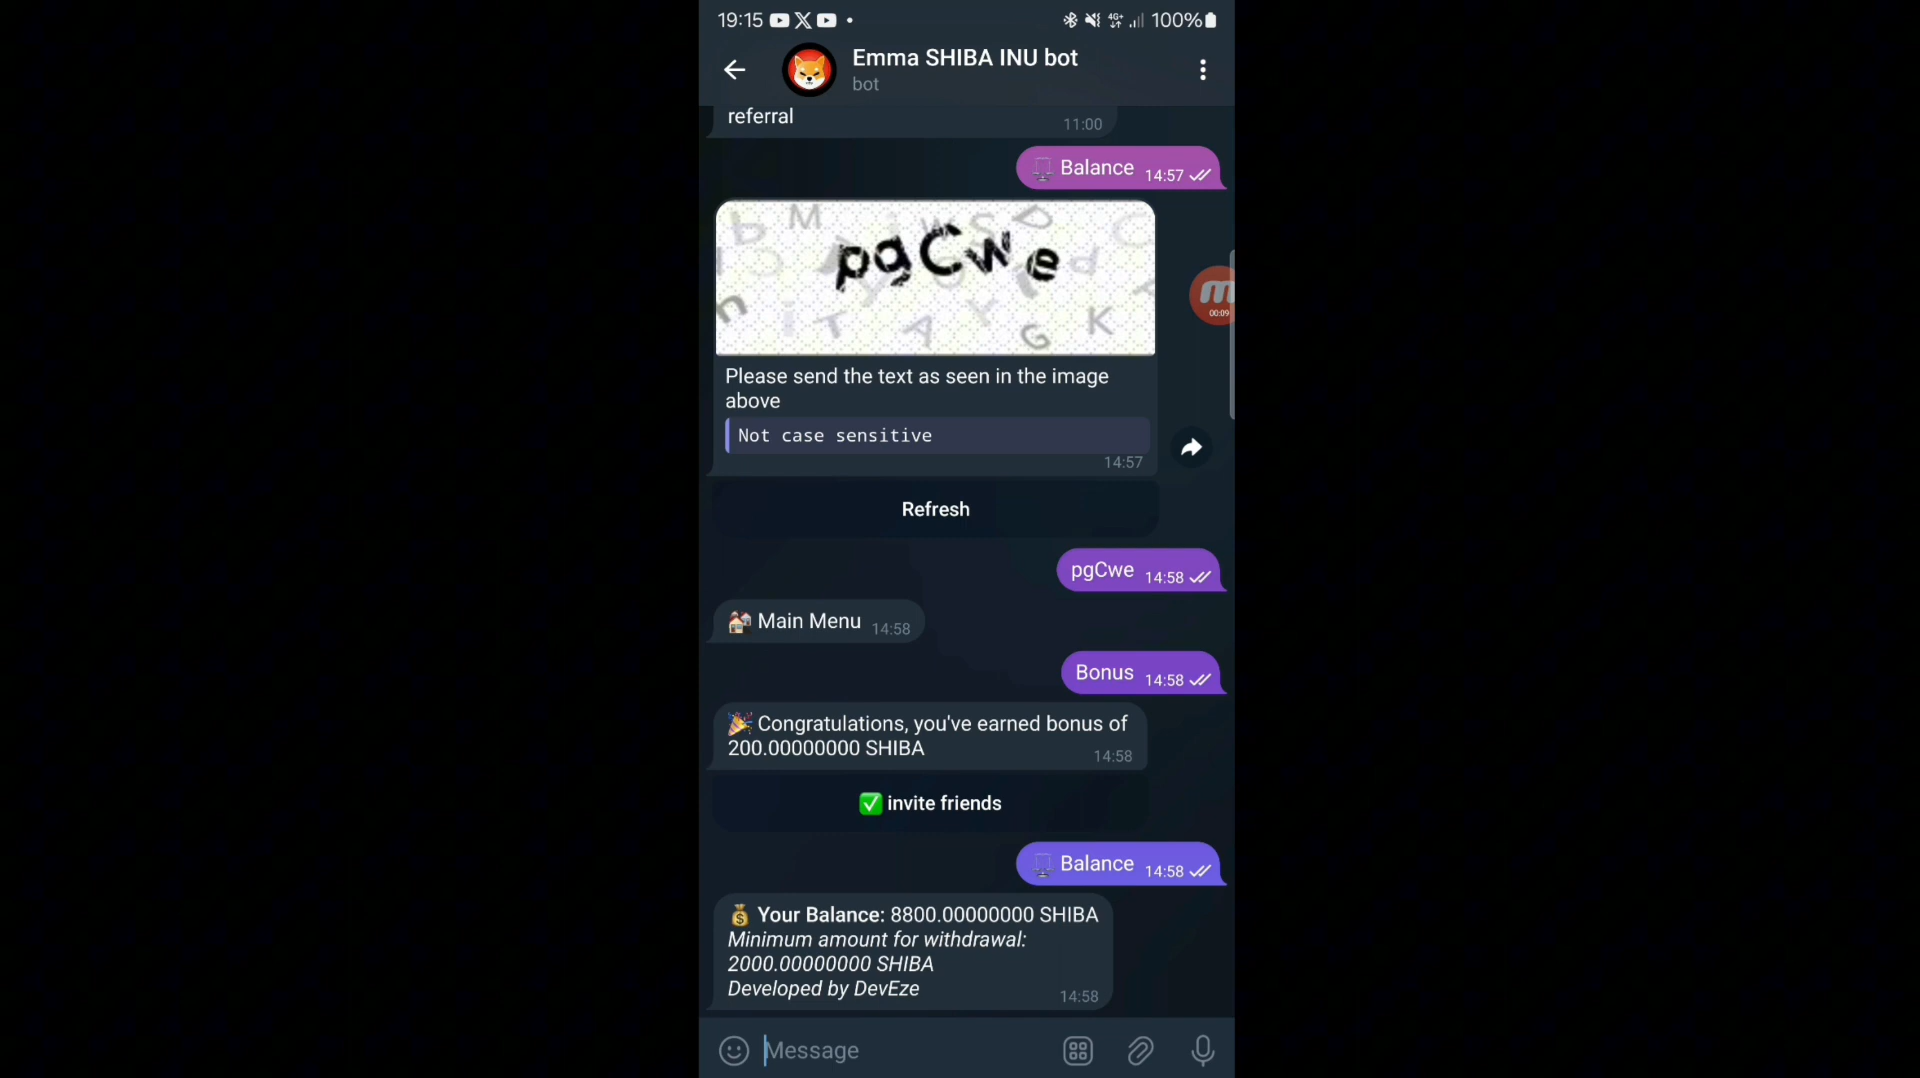 19:15
4G+
100%
Emma SHIBA INU bot
bot
referral
11:00
Balance 14:57
pgCwe
Please send the text as seen in the image
above
Not case sensitive
14:57
00:09
Refresh
pgCwe 14:58
Main Menu 14:58
Bonus 14:58
Congratulations, you've earned bonus of
200.00000000 SHIBA
14:58
invite friends
Balance 14:58
Your Balance: 8800.00000000 SHIBA
Minimum amount for withdrawal:
2000.00000000 SHIBA
Developed by DevEze
14:58
Message